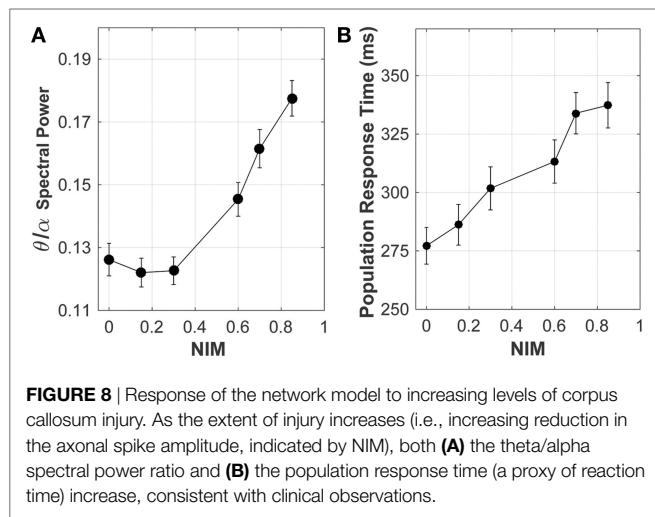 A
0.19
0.17
0.15
0.13
0.11
θ/α Spectral Power
0 0.2 0.4 0.6 0.8 1
NIM
B
350
325
300
275
250
Population Response Time (ms)
0 0.2 0.4 0.6 0.8 1
NIM
FIGURE 8 | Response of the network model to increasing levels of corpus
callosum injury. As the extent of injury increases (i.e., increasing reduction in
the axonal spike amplitude, indicated by NIM), both (A) the theta/alpha
spectral power ratio and (B) the population response time (a proxy of reaction
time) increase, consistent with clinical observations.